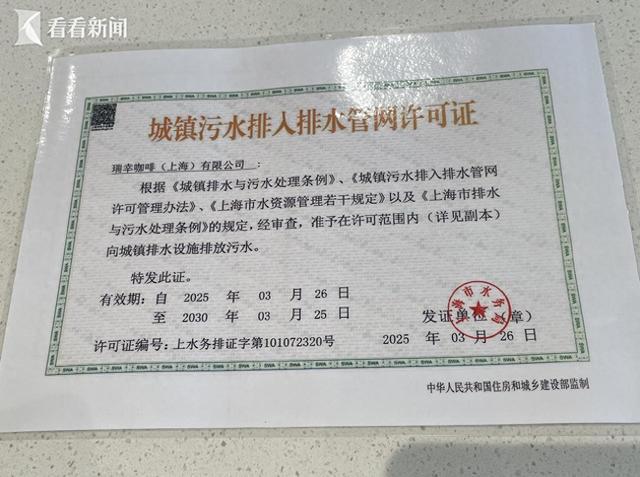 看看新闻
城镇污水排入排水管网许可证
瑞幸咖啡（上海）有限公司：
根据《城镇排水与污水处理条例》、《城镇污水排入排水管网
许可管理办法》、《上海市水资源管理若干规定》以及《上海市排水
与污水处理条例》的规定，经审查，准予在许可范围内（详见副本）
向城镇排水设施排放污水。
特发此证。
有效期：自 2025 年 03 月 26 日
至 2030 年 03 月 25 日
许可证编号：上水务排证字第101072320号
发证单位（章）
上海市水务局
2025 年 03 月 26 日
中华人民共和国住房和城乡建设部监制